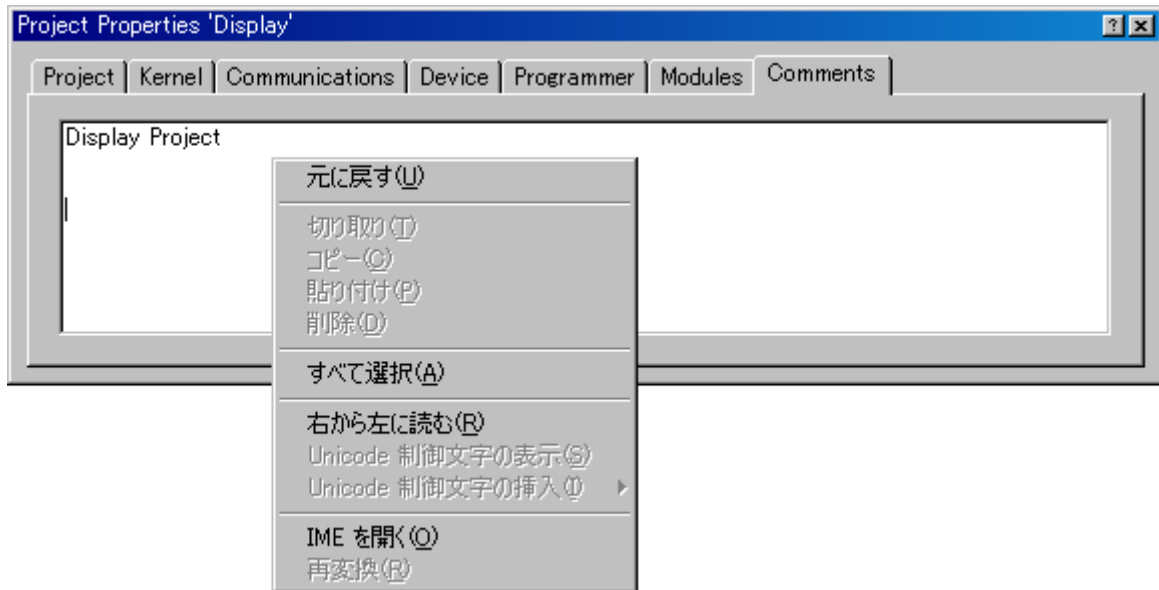 Project Properties 'Display'
Project Kernel Communications Device Programmer Modules Comments
Display Project
元に戻す(U)
切り取り(T)
コピー(C)
貼り付け(P)
削除(D)
すべて選択(A)
右から左に読む(R)
Unicode 制御文字の表示(S)
Unicode 制御文字の挿入(I)
IME を開く(O)
再変換(R)